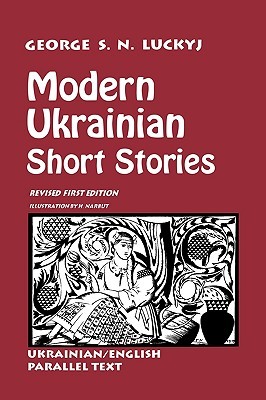 GEORGE S. N. LUCKYJ
Modern
Ukrainian
Short Stories
REVISED FIRST EDITION
ILLUSTRATION BY H NARBUT
UKRAINIAN/ENGLISH
PARALLEL TEXT